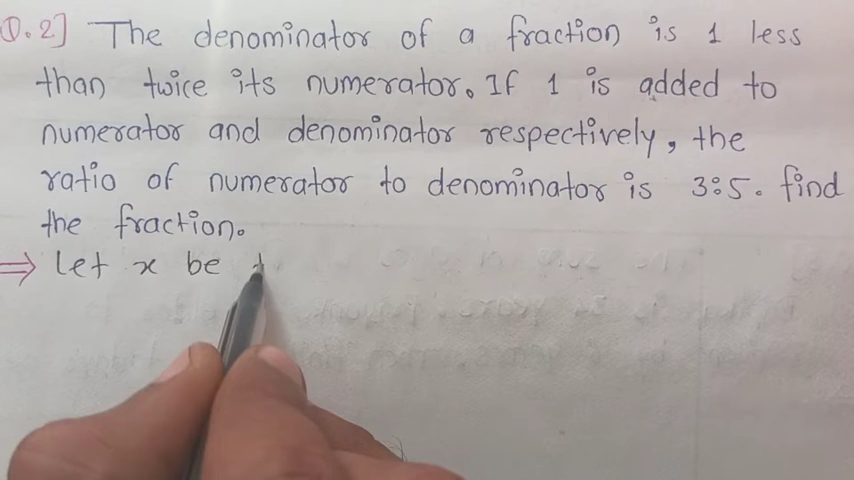 Q.2] The denominator of a fraction is 1 less
than twice its numerator. If 1 is added to
numerator and denominator respectively, the
ratio of numerator to denominator is 3:5. find
the fraction.
⇒ Let x be